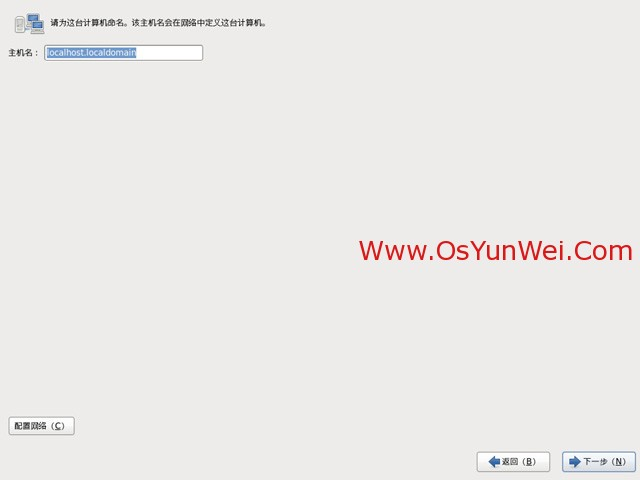 请为这台计算机命名。该主机名会在网络中定义这台计算机。
主机名： localhost.localdomain
Www.OsYunWei.Com
配置网络（C）
返回（B） 下一步（N）